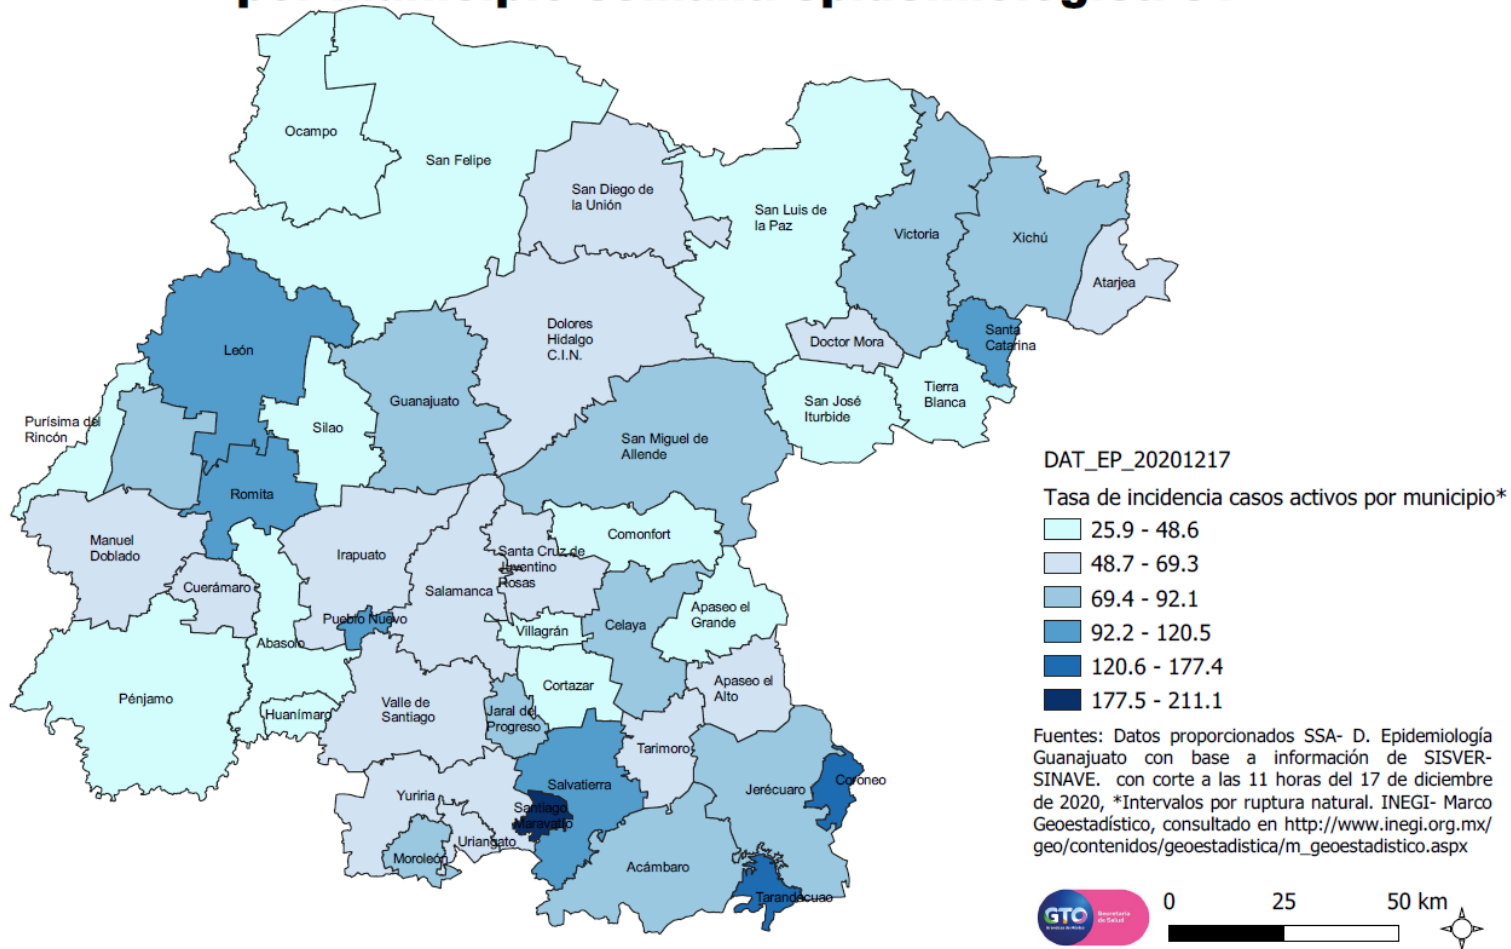 Ocampo
San Felipe
San Diego de
la Unión
San Luis de
la Paz
Victoria
Xichú
Atarjea
León
Dolores
Hidalgo
C.I.N.
Doctor Mora
Santa
Catarina
Guanajuato
Tierra
Blanca
San José
Iturbide
Purísima del
Rincón
Silao
San Miguel de
Allende
Romita
Manuel
Doblado
Irapuato
Comonfort
Santa Cruz de
Juventino
Rosas
Cuerámaro
Salamanca
Apaseo el
Grande
Pueblo Nuevo
Villagrán
Celaya
Abasolo
Pénjamo
Cortazar
Apaseo el
Alto
Valle de
Santiago
Huanímaro
Jaral del
Progreso
Tarimoro
Salvatierra
Jerécuaro
Coroneo
Yuriria
Santiago
Maravatío
Uriangato
Moroleón
Acámbaro
Tarandacuao
DAT_EP_20201217
Tasa de incidencia casos activos por municipio*
25.9 - 48.6
48.7 - 69.3
69.4 - 92.1
92.2 - 120.5
120.6 - 177.4
177.5 - 211.1
Fuentes: Datos proporcionados SSA- D. Epidemiología
Guanajuato con base a información de SISVER-
SINAVE. con corte a las 11 horas del 17 de diciembre
de 2020, *Intervalos por ruptura natural. INEGI- Marco
Geoestadístico, consultado en http://www.inegi.org.mx/
geo/contenidos/geoestadistica/m_geoestadistico.aspx
GTO
Secretaría
de Salud
0 25 50 km